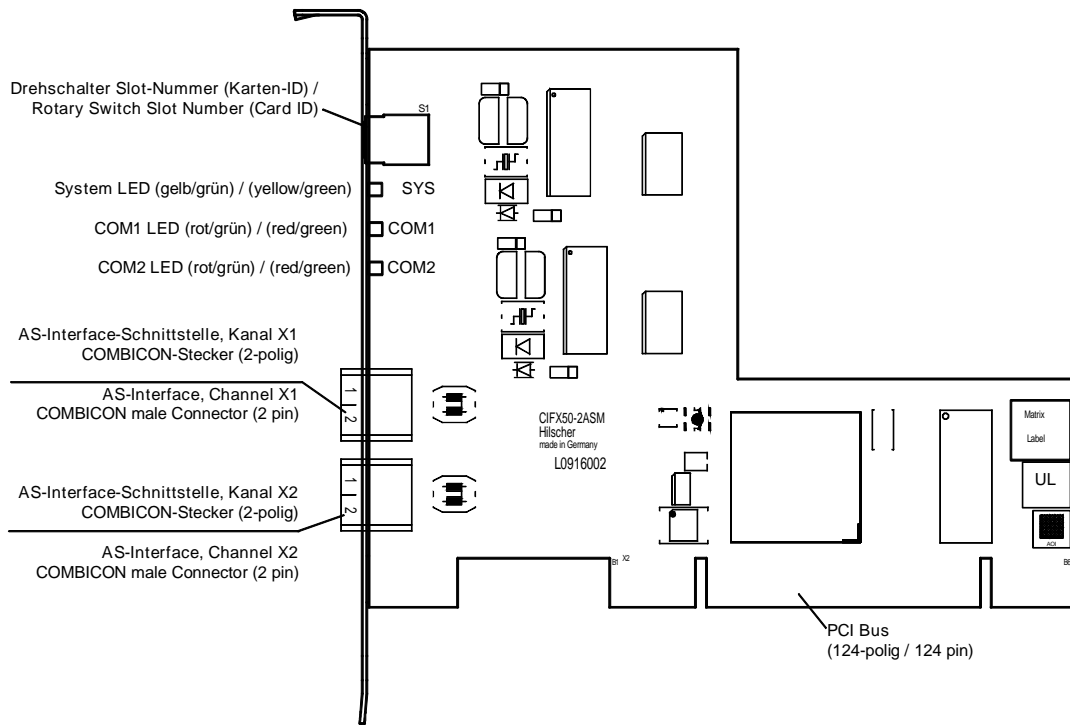 Drehschalter Slot-Nummer (Karten-ID) /
Rotary Switch Slot Number (Card ID)
S1
System LED (gelb/grün) / (yellow/green)
SYS
COM1 LED (rot/grün) / (red/green)
COM1
COM2 LED (rot/grün) / (red/green)
COM2
AS-Interface-Schnittstelle, Kanal X1
COMBICON-Stecker (2-polig)
AS-Interface, Channel X1
COMBICON male Connector (2 pin)
1
2
AS-Interface-Schnittstelle, Kanal X2
COMBICON-Stecker (2-polig)
AS-Interface, Channel X2
COMBICON male Connector (2 pin)
1
2
CIFX50-2ASM
Hilscher
made in Germany
L0916002
Matrix
Label
UL
AOI
B1
X2
PCI Bus
(124-polig / 124 pin)